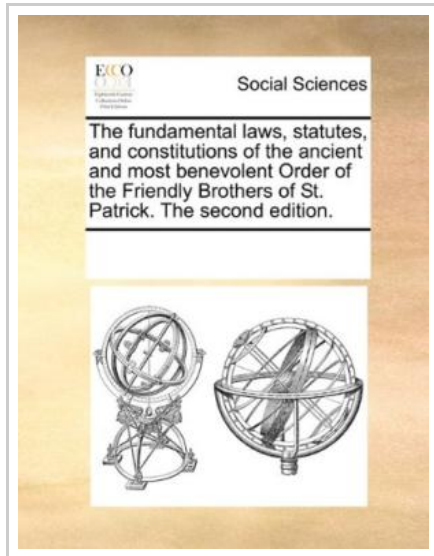 ECCO
Social Sciences
The fundamental laws, statutes,
and constitutions of the ancient
and most benevolent Order of
the Friendly Brothers of St.
Patrick. The second edition.